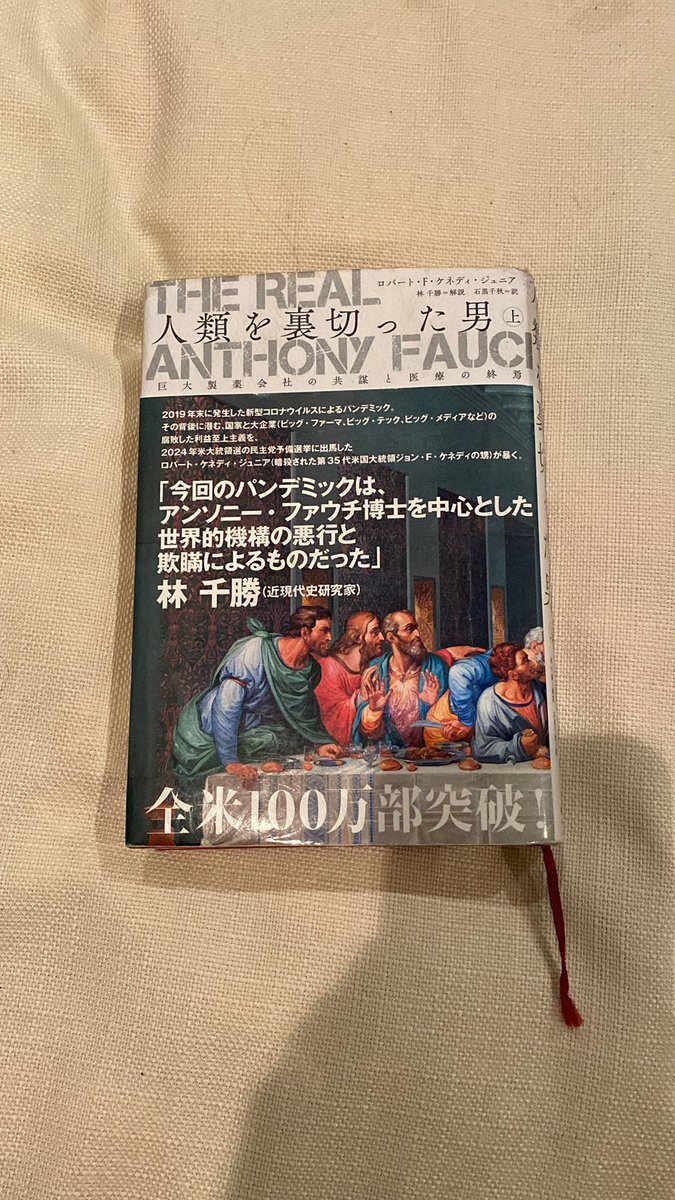 THE REAL
ロバート・F・ケネディ・ジュニア
林 千勝=解説 石黒千秋=訳
人類を裏切った男 上
ANTHONY FAUCI
巨大製薬会社の共謀と医療の終焉
2019年末に発生した新型コロナウイルスによるパンデミック。
その背後に潜む、国家と大企業(ビッグ・ファーマ、ビッグ・テック、ビッグ・メディアなど)の
腐敗した利益至上主義を、
2024年米大統領選の民主党予備選挙に出馬した
ロバート・ケネディ・ジュニア(暗殺された第35代米国大統領ジョン・F・ケネディの甥)が暴く。
「今回のパンデミックは、
アンソニー・ファウチ博士を中心とした
世界的機構の悪行と
欺瞞によるものだった」
林 千勝(近現代史研究家)
全米100万部突破!